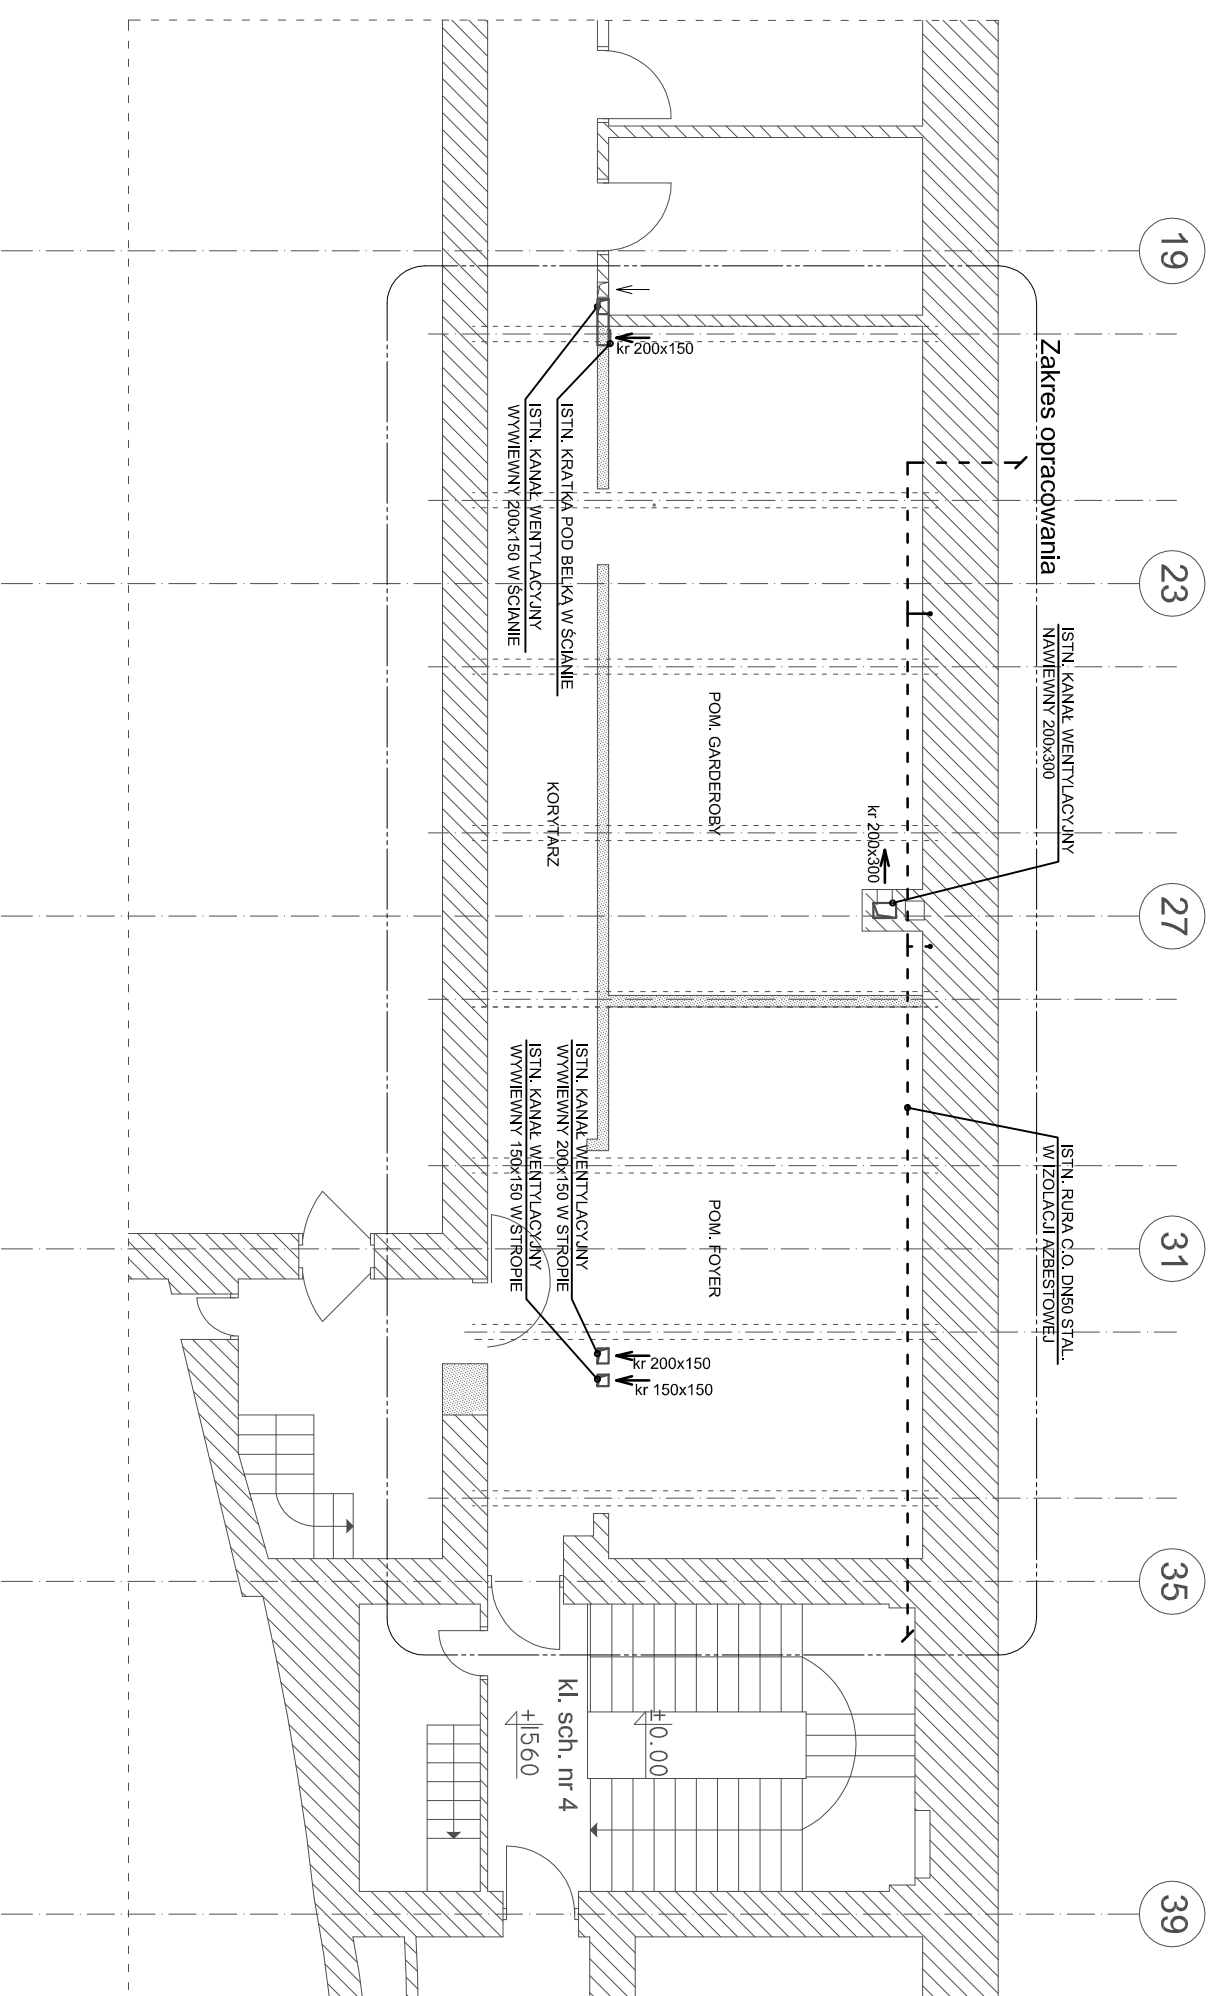 19
23
27
31
35
39
Zakres opracowania
ISTN. KANAŁ WENTYLACYJNY
NAWIEWNY 200x300
ISTN. RURA C.O. DN50 STAL.
W IZOLACJI AZBESTOWEJ
kr 200x300
kr 200x150
POM. GARDEROBY
POM. FOYER
ISTN. KRATKA POD BELKĄ W ŚCIANIE
ISTN. KANAŁ WENTYLACYJNY
WYWIEWNY 200x150 W ŚCIANIE
KORYTARZ
ISTN. KANAŁ WENTYLACYJNY
WYWIEWNY 200x150 W STROPIE
ISTN. KANAŁ WENTYLACYJNY
WYWIEWNY 150x150 W STROPIE
kr 200x150
kr 150x150
±0.00
kl. sch. nr 4
+1560